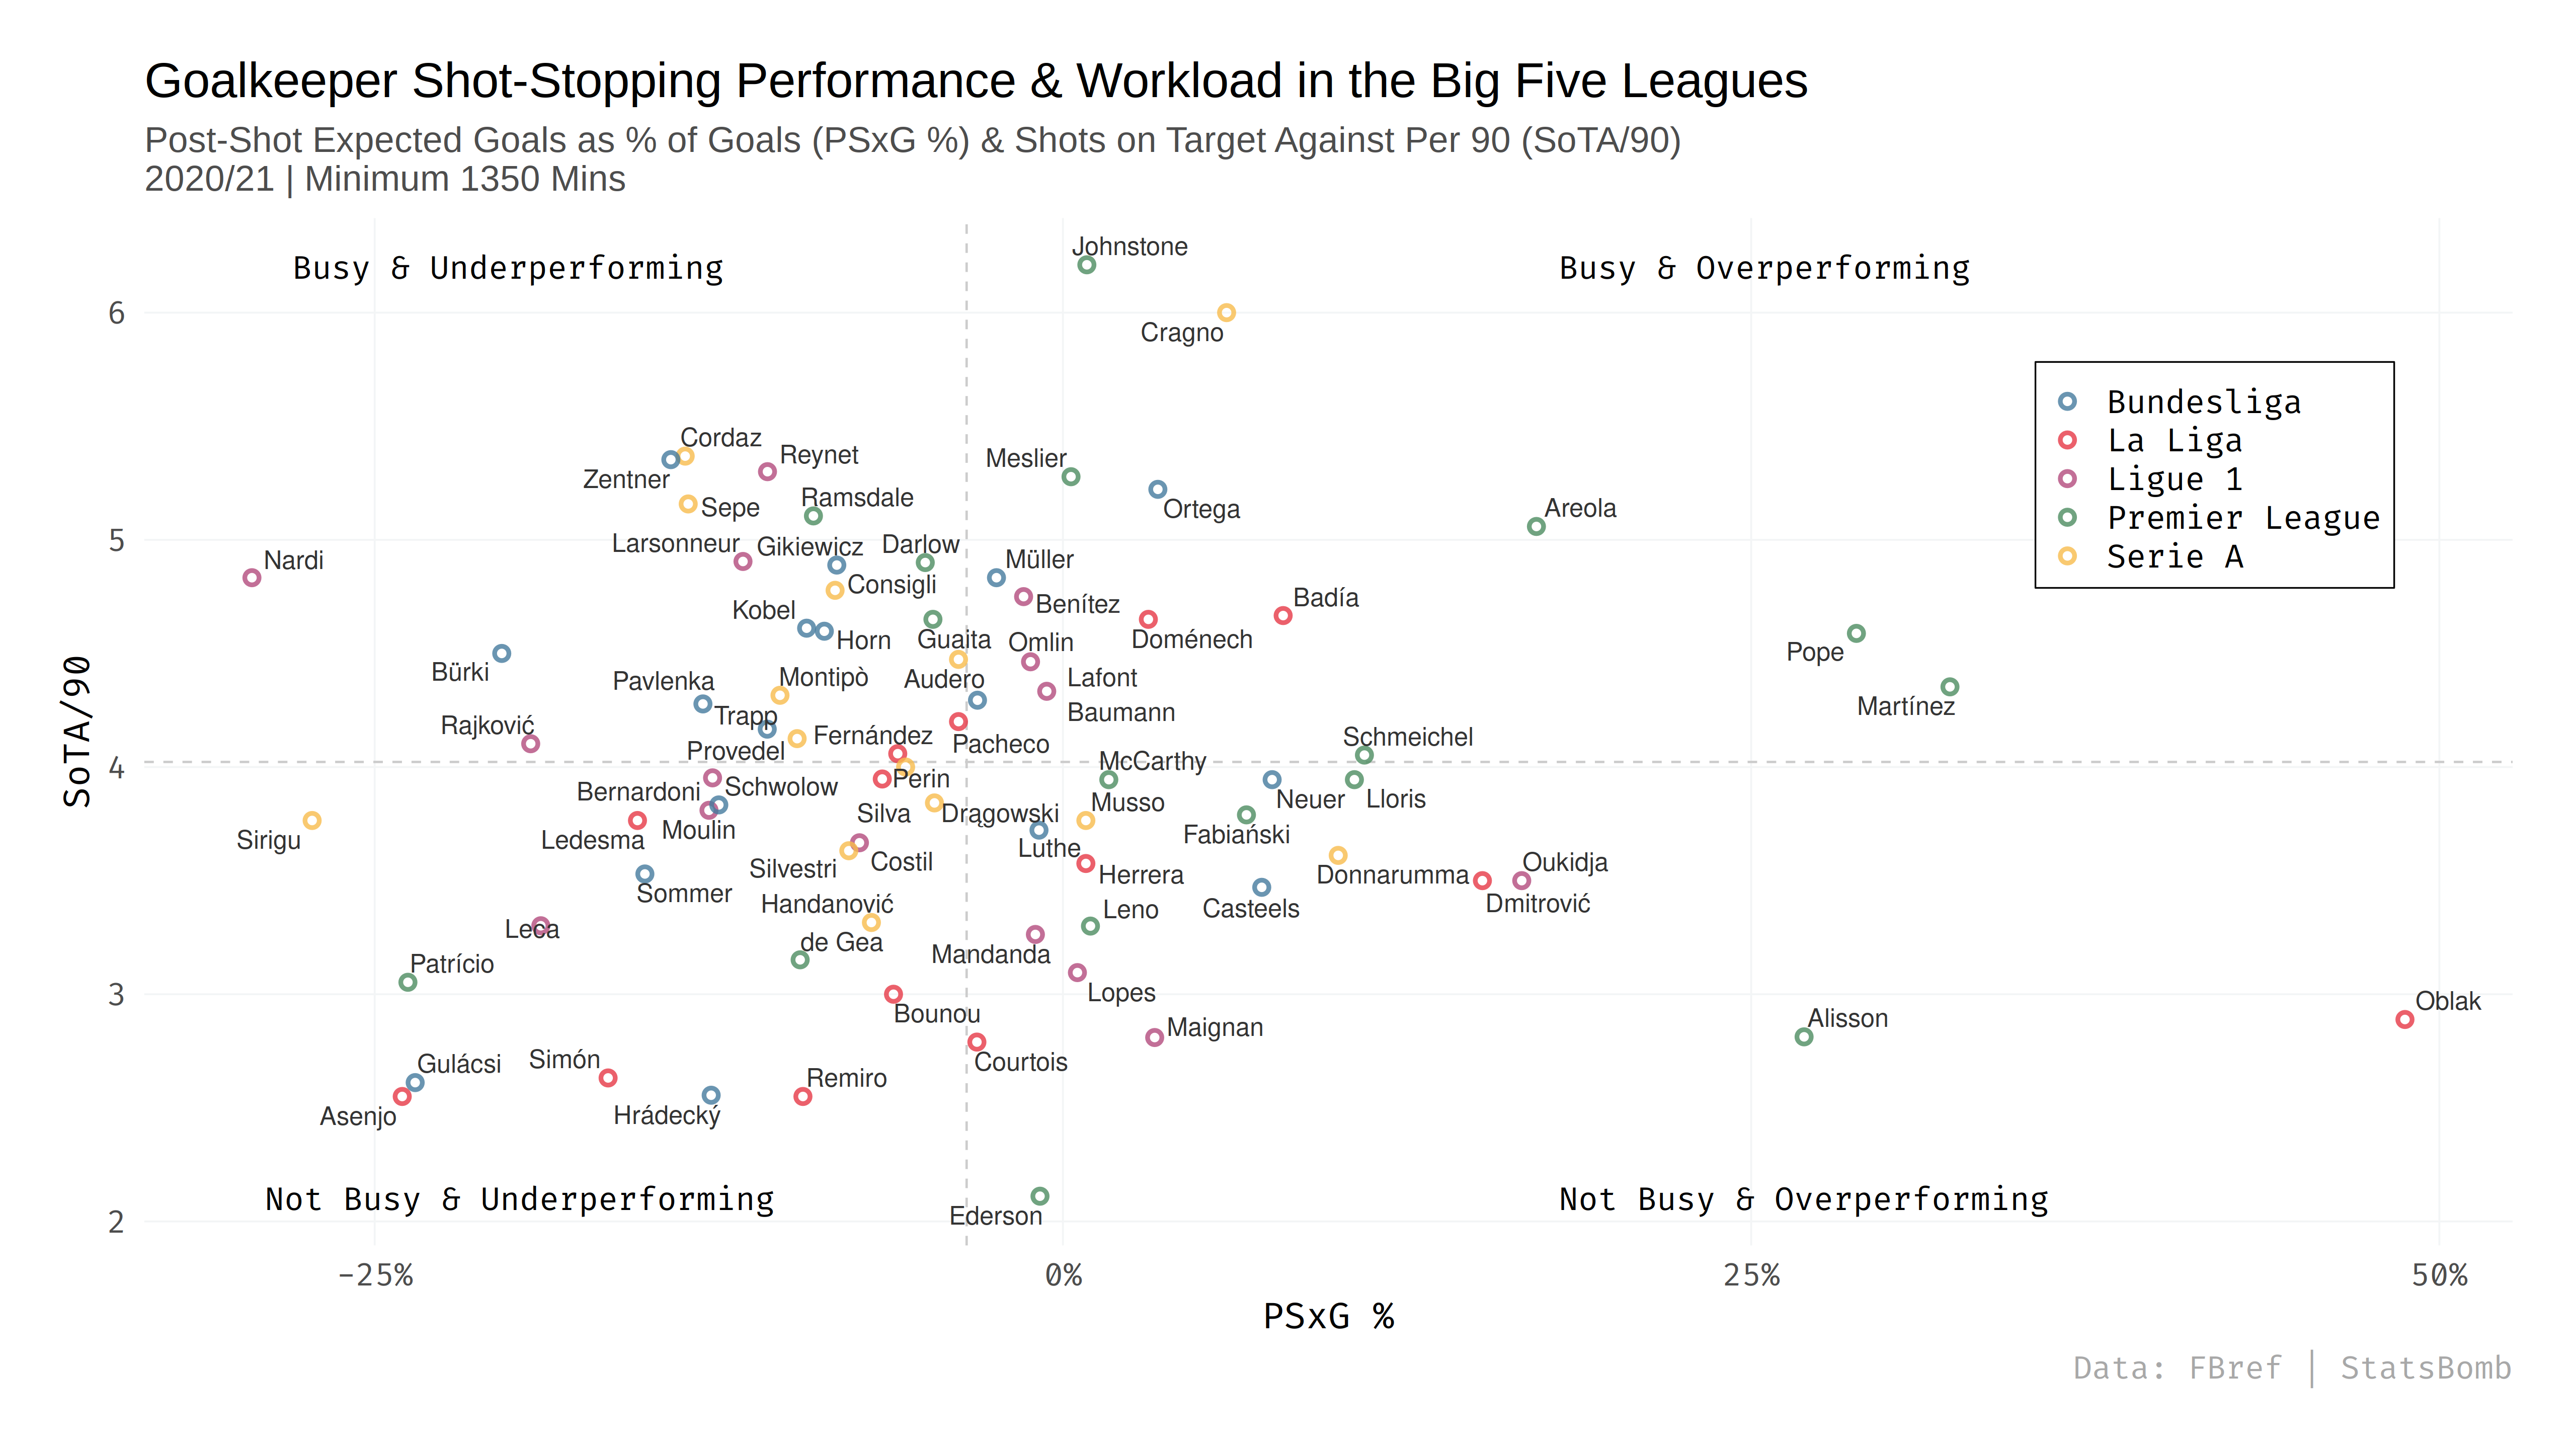 Goalkeeper Shot-Stopping Performance & Workload in the Big Five Leagues
Post-Shot Expected Goals as % of Goals (PSxG %) & Shots on Target Against Per 90 (SoTA/90)
2020/21 | Minimum 1350 Mins
Busy & Underperforming
Busy & Overperforming
Johnstone
6
Cragno
Bundesliga
La Liga
Ligue 1
Premier League
Serie A
Cordaz
Reynet
Meslier
Zentner
Sepe
Ramsdale
Ortega
Areola
5
Larsonneur
Gikiewicz
Darlow
Nardi
Müller
Consigli
Benítez
Badía
Kobel
Horn
Guaita
Omlin
Doménech
Pope
Bürki
Pavlenka
Montipò
Audero
Lafont
Martínez
Rajković
Trapp
Baumann
Provedel
Fernández
Pacheco
Schmeichel
McCarthy
4
SoTA/90
Perin
Bernardoni
Schwolow
Musso
Neuer
Lloris
Silva
Drągowski
Sirigu
Ledesma
Moulin
Luthe
Fabiański
Silvestri
Costil
Herrera
Donnarumma
Oukidja
Sommer
Handanović
Leno
Casteels
Dmitrović
Leca
de Gea
Mandanda
Patrício
3
Lopes
Oblak
Bounou
Maignan
Alisson
Gulácsi
Simón
Courtois
Remiro
Asenjo
Hrádecký
Not Busy & Underperforming
Not Busy & Overperforming
Ederson
2
-25%
0%
25%
50%
PSxG %
Data: FBref | StatsBomb